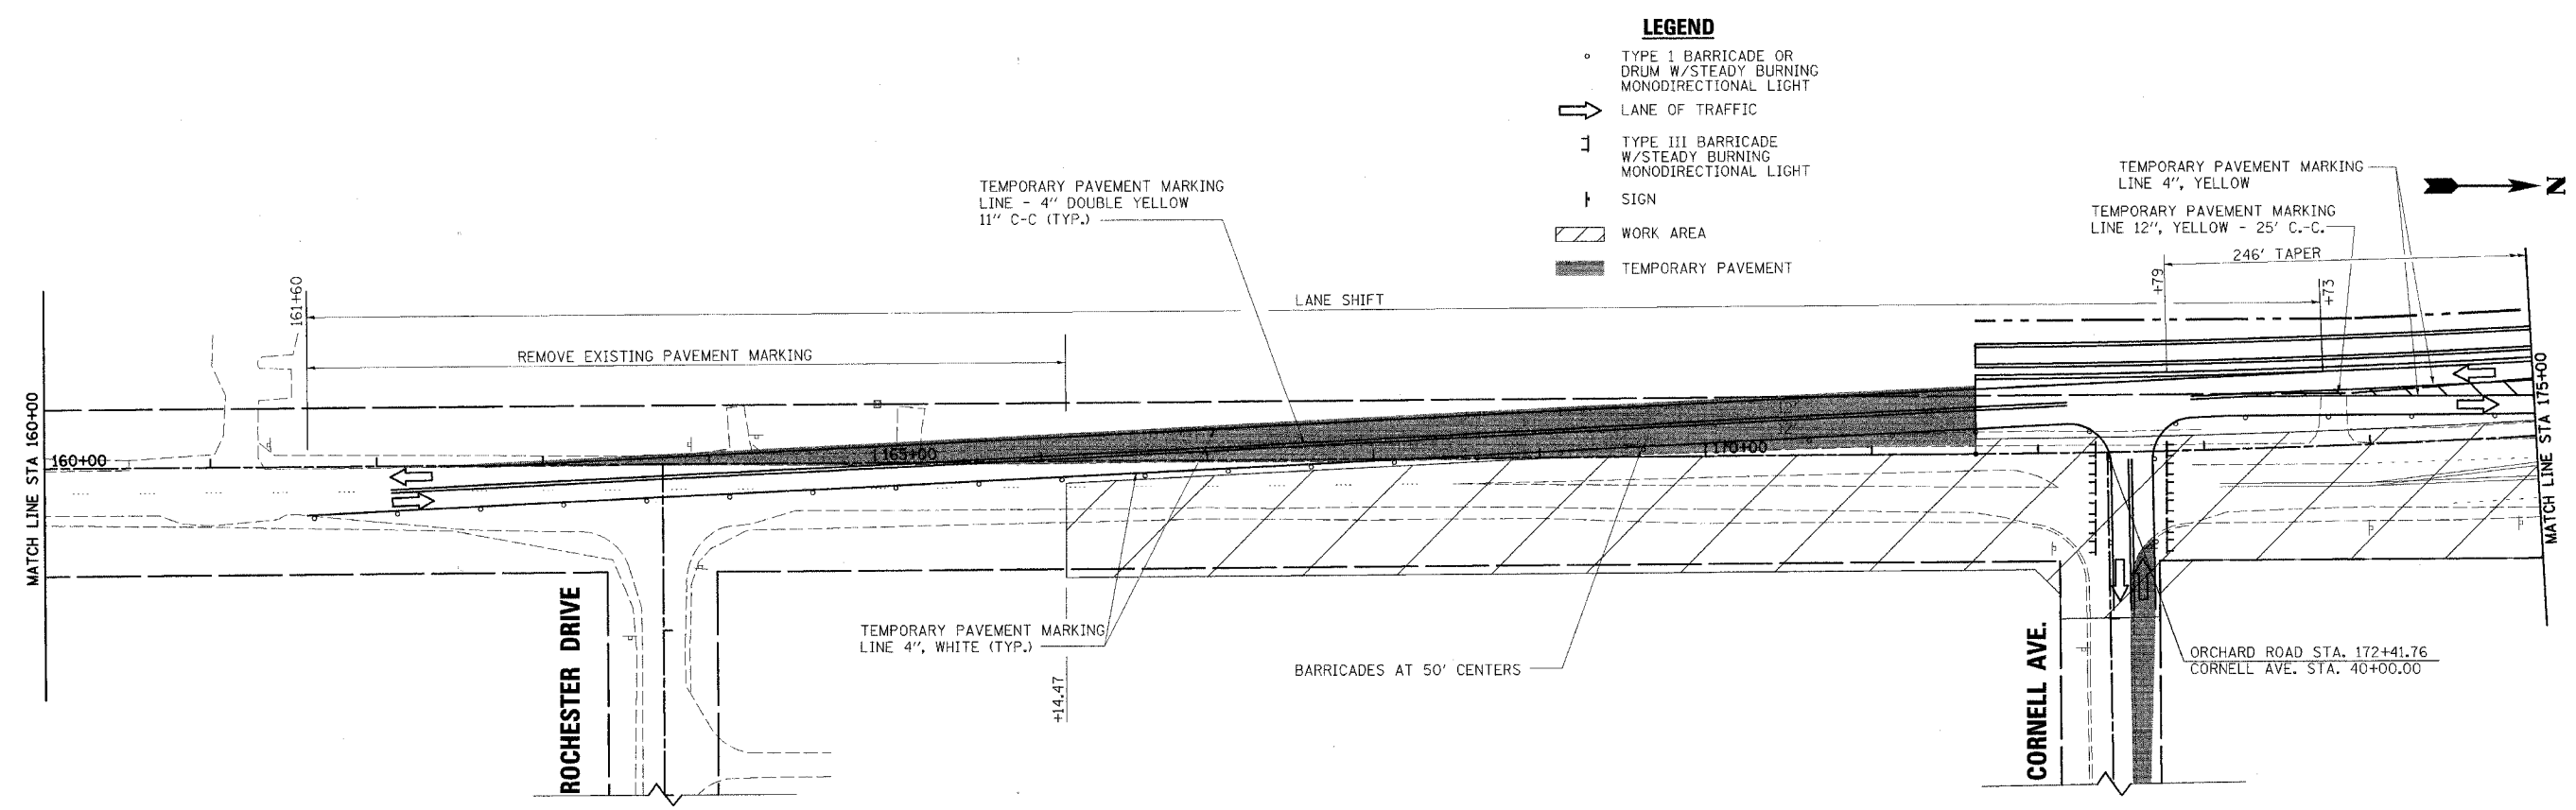 LEGEND
TYPE 1 BARRICADE OR
DRUM W/STEADY BURNING
MONODIRECTIONAL LIGHT
LANE OF TRAFFIC
TYPE III BARRICADE
W/STEADY BURNING
MONODIRECTIONAL LIGHT
SIGN
WORK AREA
TEMPORARY PAVEMENT
TEMPORARY PAVEMENT MARKING
LINE - 4" DOUBLE YELLOW
11" C-C (TYP.)
TEMPORARY PAVEMENT MARKING
LINE 4", YELLOW
TEMPORARY PAVEMENT MARKING
LINE 12", YELLOW - 25' C.-C.
N
246' TAPER
+79
+73
161+60
LANE SHIFT
REMOVE EXISTING PAVEMENT MARKING
MATCH LINE STA 160+00
160+00
165+00
170+00
12'
12'
MATCH LINE STA 175+00
TEMPORARY PAVEMENT MARKING
LINE 4", WHITE (TYP.)
+14.47
BARRICADES AT 50' CENTERS
ROCHESTER DRIVE
CORNELL AVE.
ORCHARD ROAD STA. 172+41.76
CORNELL AVE. STA. 40+00.00